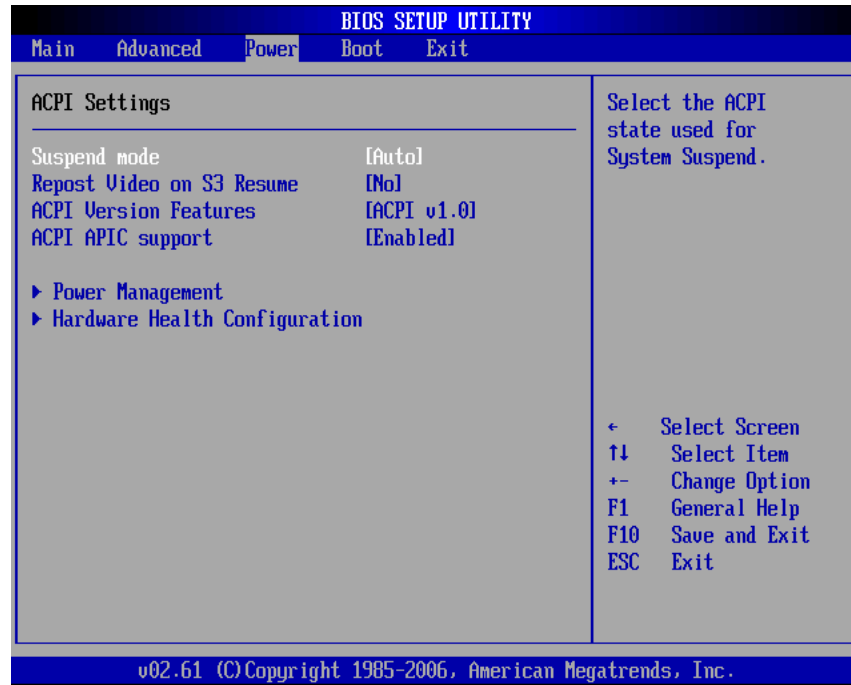 BIOS SETUP UTILITY
Main Advanced Power Boot Exit
ACPI Settings
Suspend mode [Auto]
Repost Video on S3 Resume [No]
ACPI Version Features [ACPI v1.0]
ACPI APIC support [Enabled]
▶ Power Management
▶ Hardware Health Configuration
Select the ACPI
state used for
System Suspend.
← Select Screen
↑↓ Select Item
+- Change Option
F1 General Help
F10 Save and Exit
ESC Exit
v02.61 (C)Copyright 1985-2006, American Megatrends, Inc.